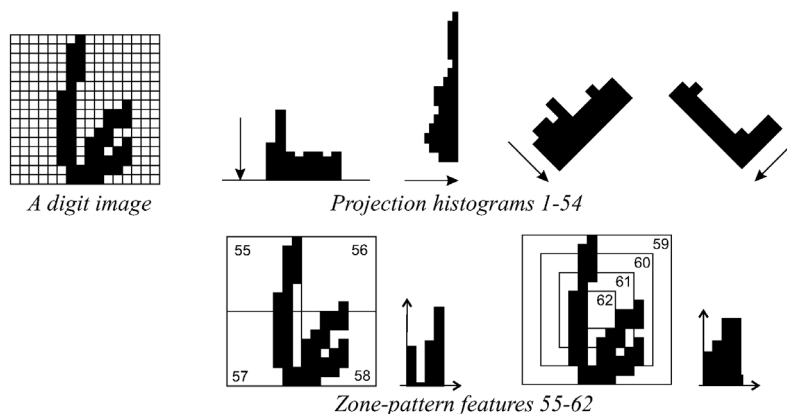 A digit image
Projection histograms 1-54
55
56
57
58
59
60
61
62
Zone-pattern features 55-62